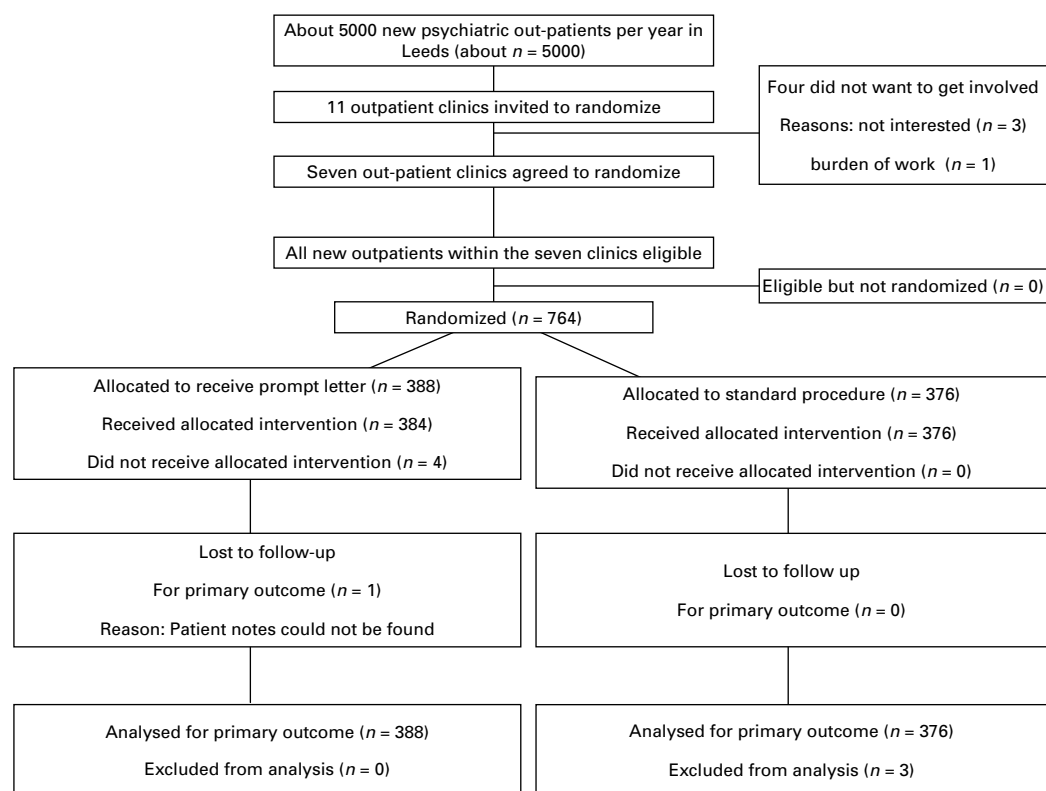 About 5000 new psychiatric out-patients per year in
Leeds (about n = 5000)
11 outpatient clinics invited to randomize
Four did not want to get involved
Reasons: not interested (n = 3)
burden of work (n = 1)
Seven out-patient clinics agreed to randomize
All new outpatients within the seven clinics eligible
Eligible but not randomized (n = 0)
Randomized (n = 764)
Allocated to receive prompt letter (n = 388)
Received allocated intervention (n = 384)
Did not receive allocated intervention (n = 4)
Allocated to standard procedure (n = 376)
Received allocated intervention (n = 376)
Did not receive allocated intervention (n = 0)
Lost to follow-up
For primary outcome (n = 1)
Reason: Patient notes could not be found
Lost to follow up
For primary outcome (n = 0)
Analysed for primary outcome (n = 388)
Excluded from analysis (n = 0)
Analysed for primary outcome (n = 376)
Excluded from analysis (n = 3)